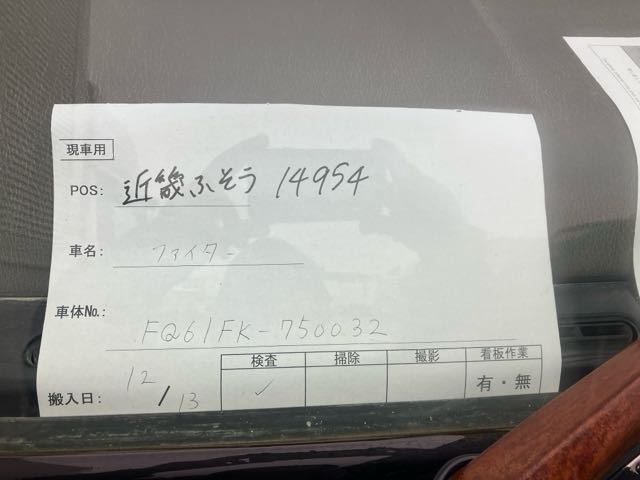 現車用
POS: 近畿ふそう 14954
車名: ファイター
車体No.: FQ61FK-750032
検査 掃除 撮影 看板作業
搬入日: 12/13 ✓ 有・無